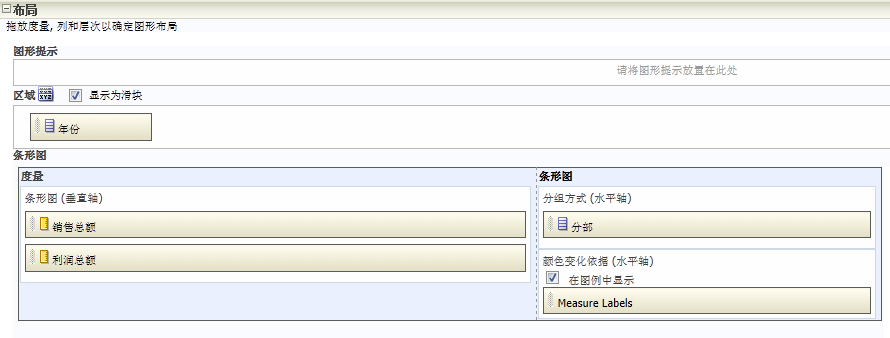 布局
拖放度量, 列和层次以确定图形布局
图形提示
请将图形提示放置在此处
区域 显示为滑块
年份
条形图
度量
条形图 (垂直轴)
销售总额
利润总额
条形图
分组方式 (水平轴)
分部
颜色变化依据 (水平轴)
在图例中显示
Measure Labels